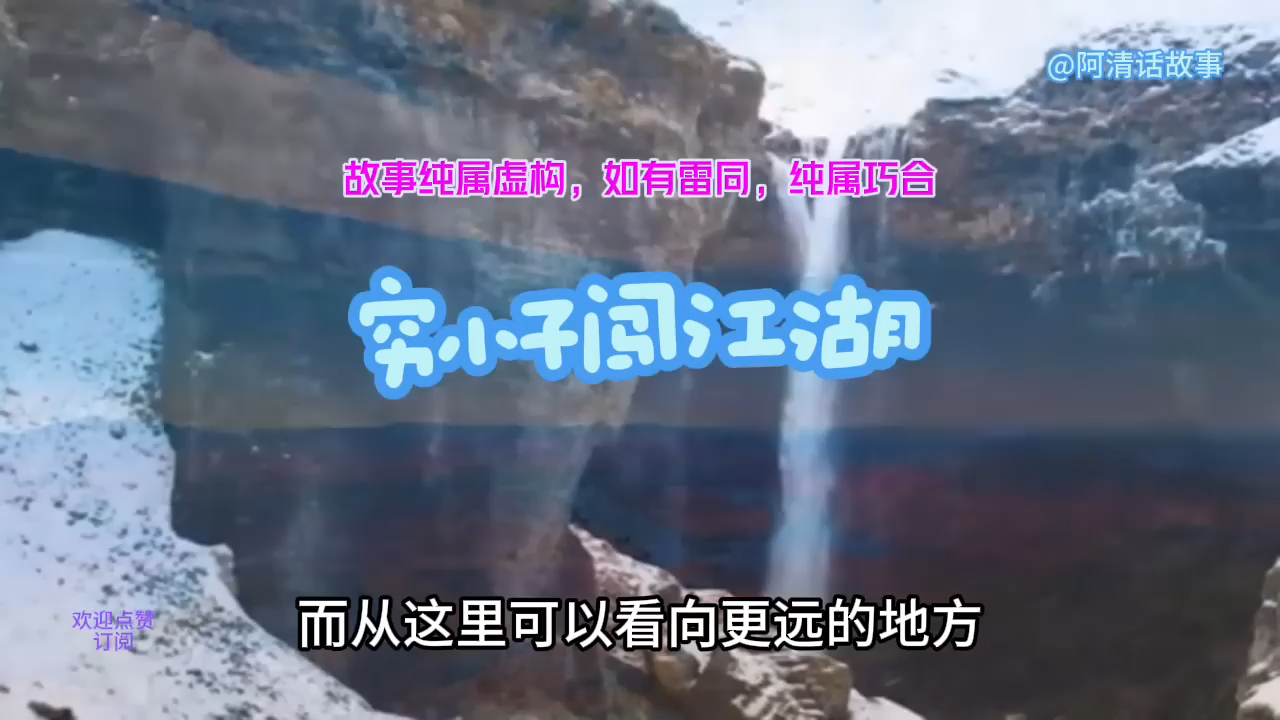 @阿清话故事
故事纯属虚构，如有雷同，纯属巧合
穷小子闯江湖
欢迎点赞
订阅
而从这里可以看向更远的地方